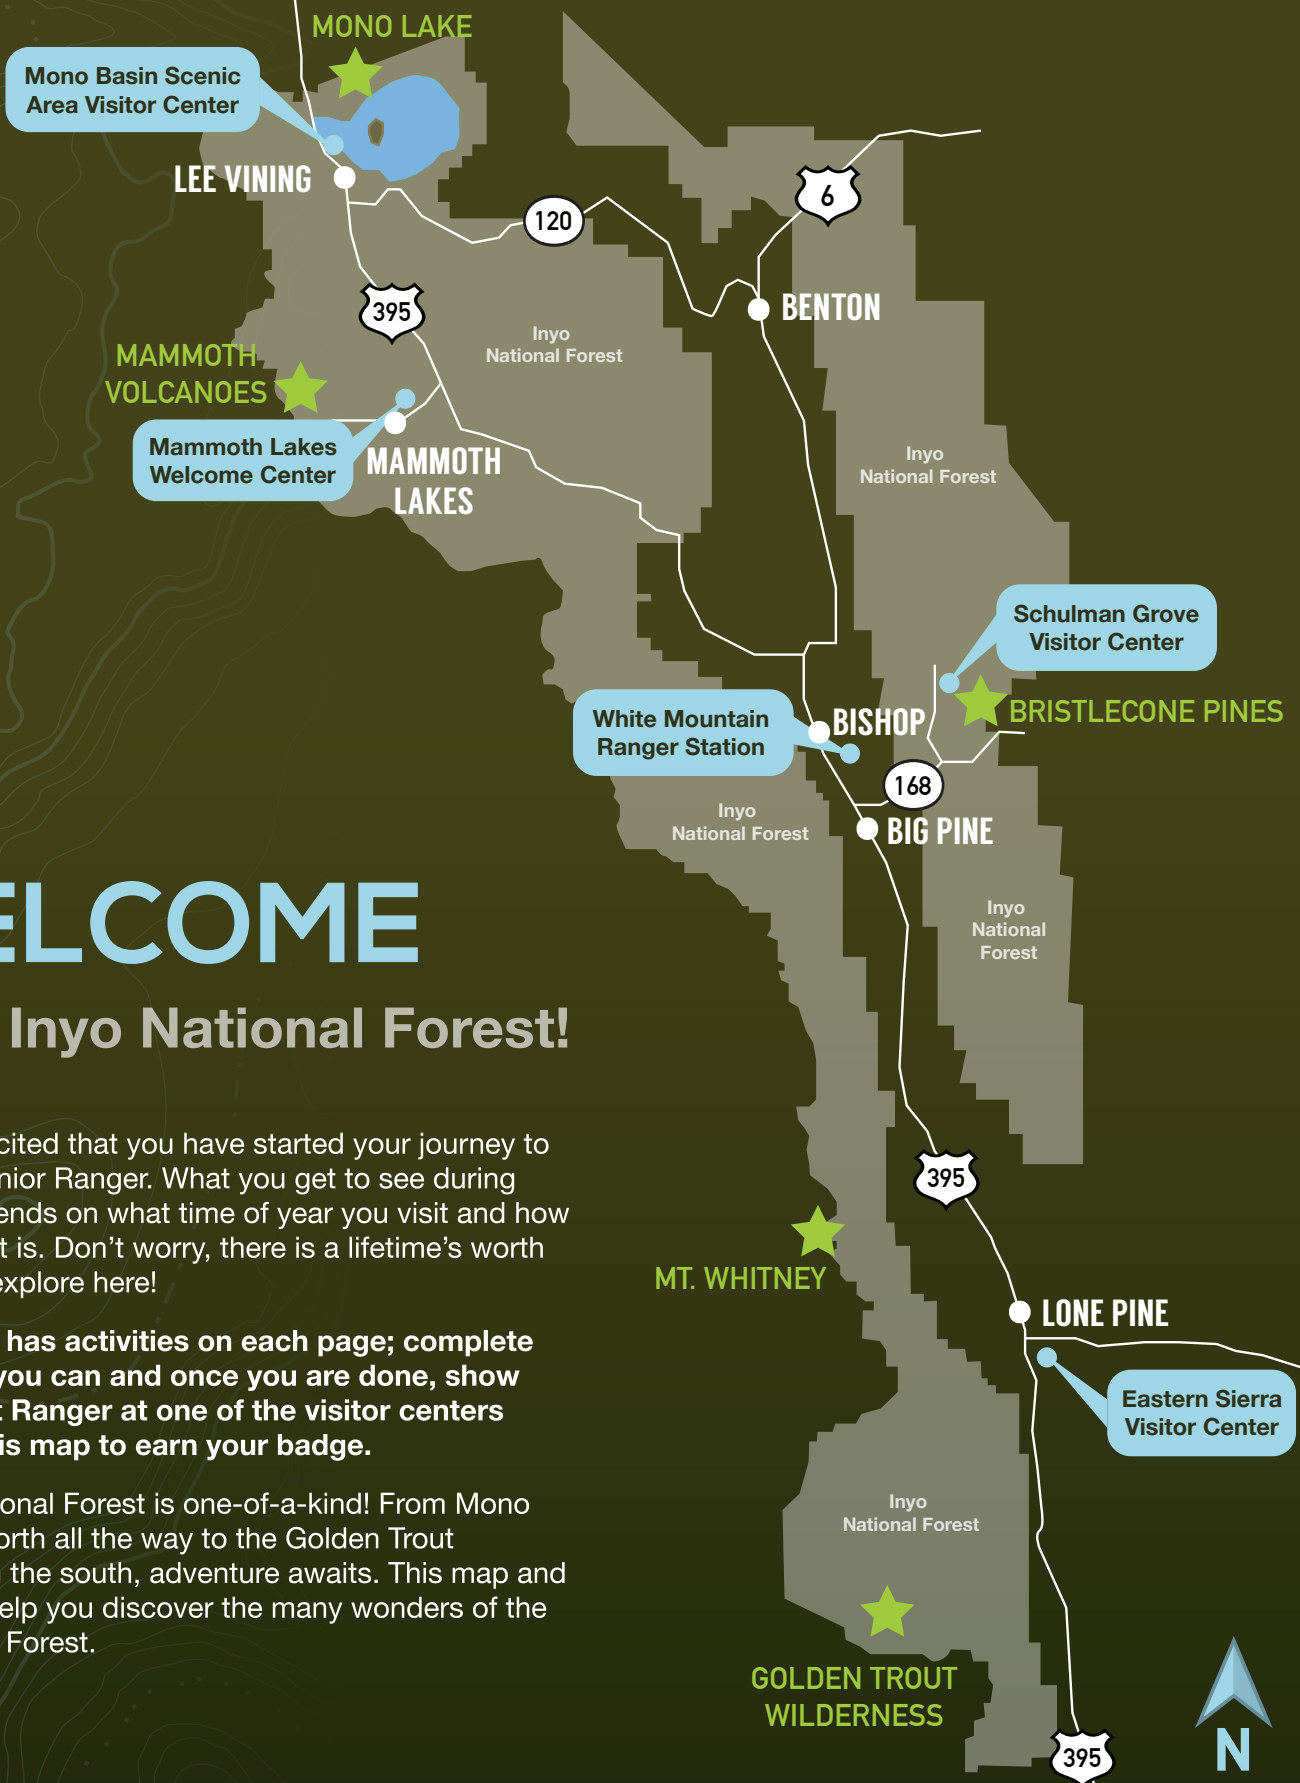 MONO LAKE
Mono Basin Scenic
Area Visitor Center
LEE VINING
120
6
395
BENTON
Inyo
National Forest
MAMMOTH
VOLCANOES
Mammoth Lakes
Welcome Center
MAMMOTH
LAKES
Inyo
National Forest
Schulman Grove
Visitor Center
BRISTLECONE PINES
White Mountain
Ranger Station
BISHOP
168
BIG PINE
Inyo
National Forest
Inyo
National
Forest
ELCOME
Inyo National Forest!
cited that you have started your journey to
nior Ranger. What you get to see during
ends on what time of year you visit and how
t is. Don’t worry, there is a lifetime’s worth
explore here!
has activities on each page; complete
you can and once you are done, show
t Ranger at one of the visitor centers
is map to earn your badge.
onal Forest is one-of-a-kind! From Mono
orth all the way to the Golden Trout
the south, adventure awaits. This map and
elp you discover the many wonders of the
Forest.
395
MT. WHITNEY
LONE PINE
Eastern Sierra
Visitor Center
Inyo
National Forest
GOLDEN TROUT
WILDERNESS
395
N